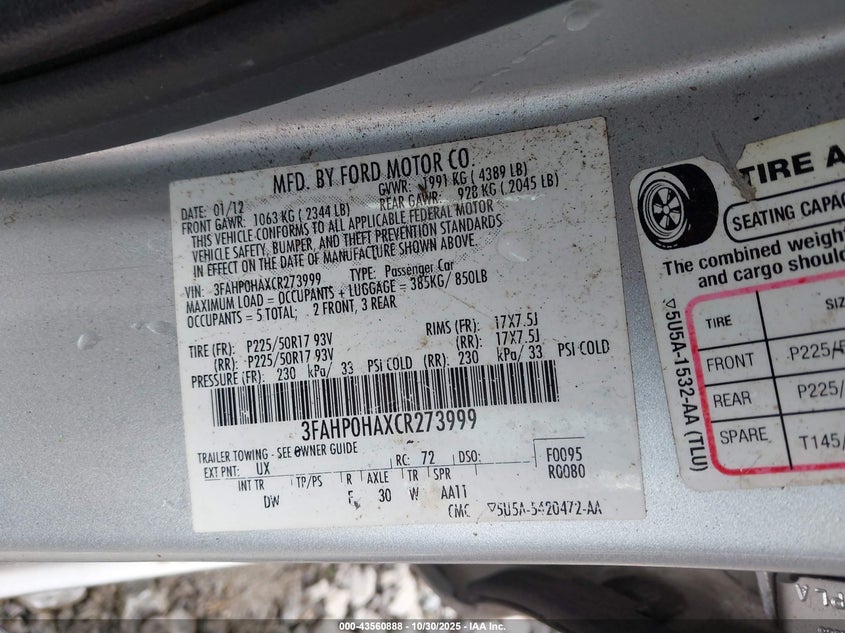 MFD. BY FORD MOTOR CO.
DATE: 01/12 GVWR: 1991 KG ( 4389 LB)
FRONT GAWR: 1063 KG ( 2344 LB) REAR GAWR: 928 KG ( 2045 LB)
THIS VEHICLE CONFORMS TO ALL APPLICABLE FEDERAL MOTOR
VEHICLE SAFETY, BUMPER, AND THEFT PREVENTION STANDARDS
IN EFFECT ON THE DATE OF MANUFACTURE SHOWN ABOVE.
VIN: 3FAHP0HAXCR273999 TYPE: Passenger Car
MAXIMUM LOAD = OCCUPANTS + LUGGAGE = 385KG/ 850LB
OCCUPANTS = 5 TOTAL; 2 FRONT, 3 REAR
TIRE (FR): P225/50R17 93V RIMS (FR): 17X7.5J
(RR): P225/50R17 93V (RR): 17X7.5J
PRESSURE (FR): 230 kPa/ 33 PSI COLD (RR): 230 kPa/ 33 PSI COLD
3FAHP0HAXCR273999
TRAILER TOWING - SEE OWNER GUIDE
EXT PNT: UX RC: 72 DSO: F0095
R0080
INT TR TP/PS R AXLE TR SPR
DW F 30 W AA11
CMC ▽5U5A-5420472-AA
TIRE A
SEATING CAPAC
The combined weigh
and cargo shoul
▽5U5A-1532-AA (TLU)
TIRE SI
FRONT P225/
REAR P225/
SPARE T145/
PLA
000-43560888 - 10/30/2025 - IAA Inc.